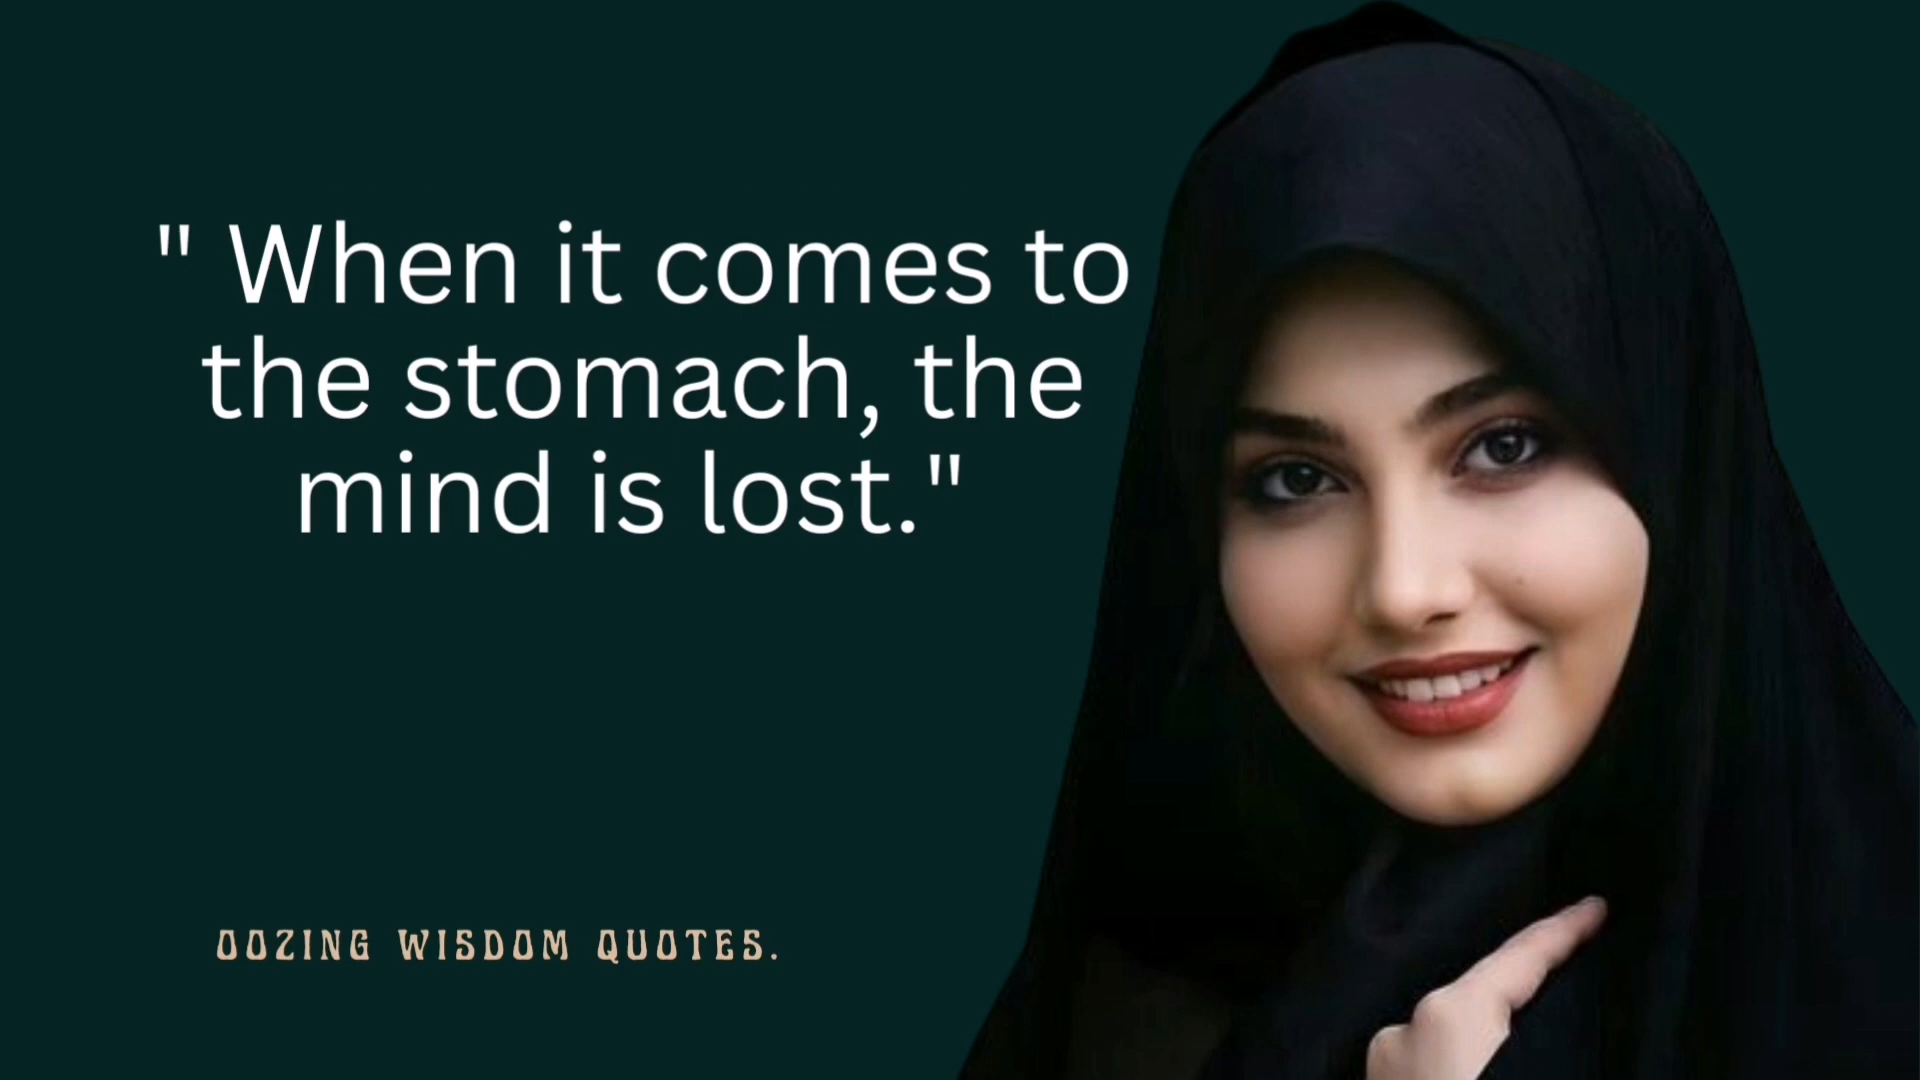 " When it comes to
the stomach, the
mind is lost."
OOZING WISDOM QUOTES.